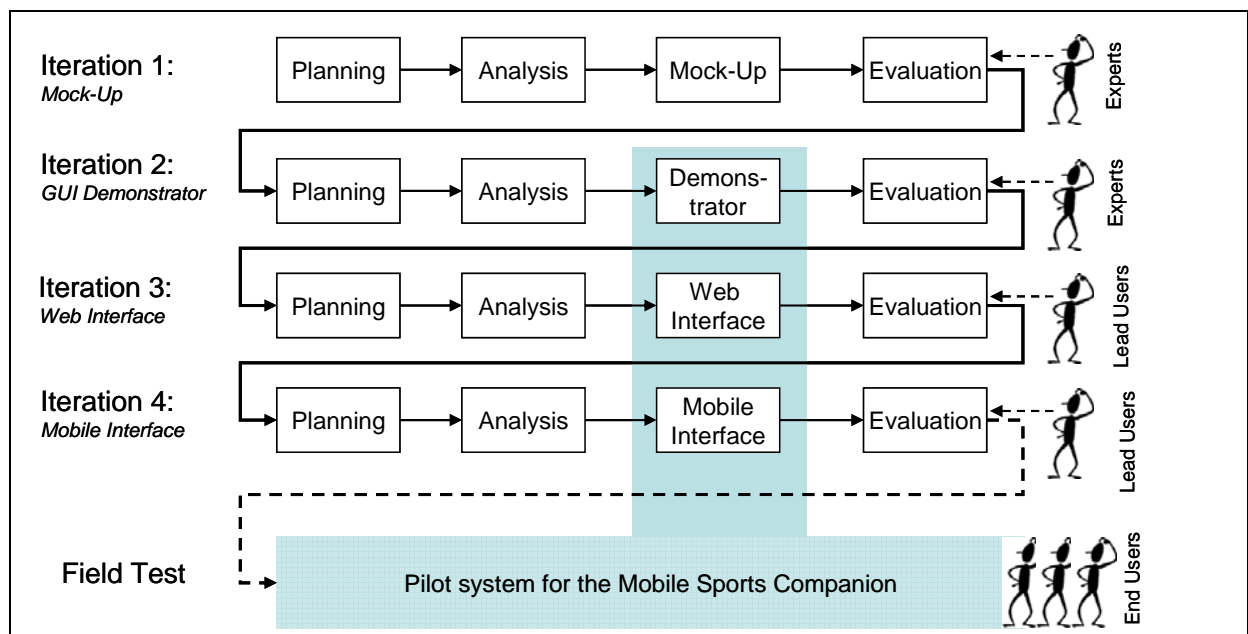 Iteration 1:
Mock-Up
Planning
Analysis
Mock-Up
Evaluation
Experts
Iteration 2:
GUI Demonstrator
Planning
Analysis
Demons-
trator
Evaluation
Experts
Iteration 3:
Web Interface
Planning
Analysis
Web
Interface
Evaluation
Lead Users
Iteration 4:
Mobile Interface
Planning
Analysis
Mobile
Interface
Evaluation
Lead Users
Field Test
Pilot system for the Mobile Sports Companion
End Users